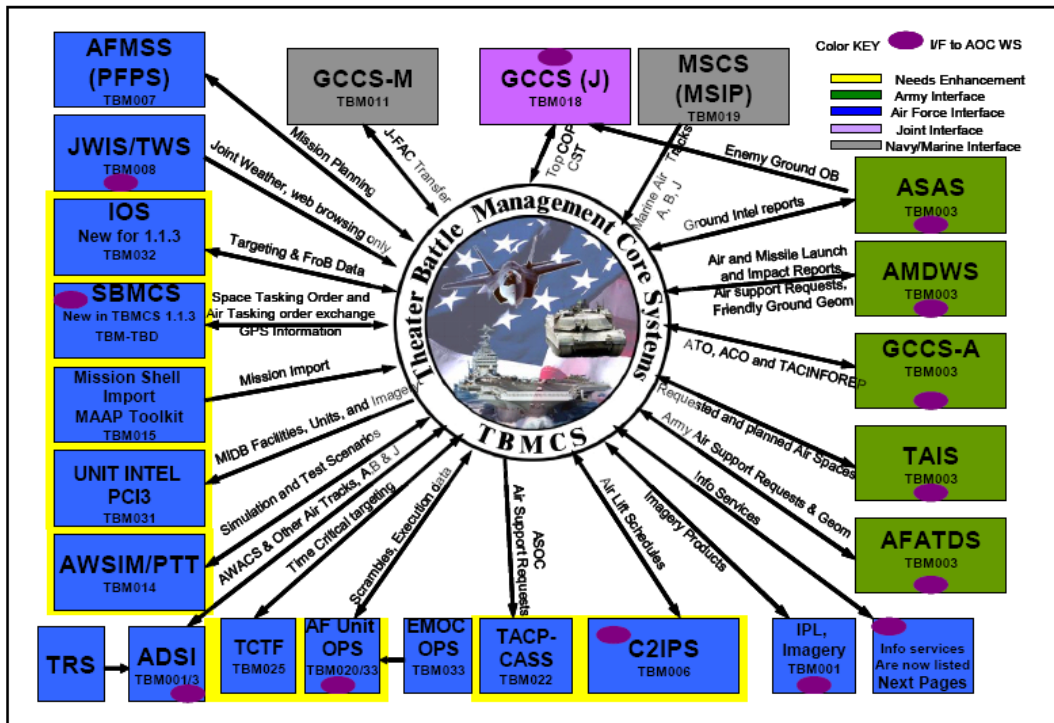 AFMSS
(PFPS)
TBM007
GCCS-M
TBM011
GCCS (J)
TBM018
MSCS
(MSIP)
TBM019
Color KEY
I/F to AOC WS
Needs Enhancement
Army Interface
Air Force Interface
Joint Interface
Navy/Marine Interface
JWIS/TWS
TBM008
IOS
New for 1.1.3
TBM032
SBMCS
New in TBMCS 1.1.3
TBM-TBD
Mission Shell
Import
MAAP Toolkit
TBM015
UNIT INTEL
PCI3
TBM031
AWSIM/PTT
TBM014
Mission Planning
Joint Weather, web browsing only
Targeting & FroB Data
Space Tasking Order and
Air Tasking order exchange
GPS Information
Mission Import
MIDB Facilities, Units, and Imagery
Simulation and Test Scenarios
AWACS & Other Air Tracks, A.B & J
Time Critical targeting
Scrambles, Execution data
J-FAC Transfer
Top COP
CST
Marine Air Tracks
A, B, J
Enemy Ground OB
Ground Intel reports
Air and Missile Launch
and Impact Reports
Air support Requests,
Friendly Ground Geom
ATO, ACO and TACINFOREP
Requested and planned Air Spaces
Army Air Support Requests & Geom
Info Services
Imagery Products
Air Lift Schedules
ASOC
Air Support Requests
Theater Battle Management Core Systems
TBMCS
ASAS
TBM003
AMDWS
TBM003
GCCS-A
TBM003
TAIS
TBM003
AFATDS
TBM003
TRS
ADSI
TBM001/3
TCTF
TBM025
AF Unit
OPS
TBM020/33
EMOC
OPS
TBM033
TACP-
CASS
TBM022
C2IPS
TBM006
IPL,
Imagery
TBM001
Info services
Are now listed
Next Pages